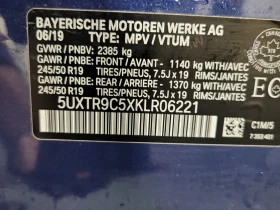 BAYERISCHE MOTOREN WERKE AG
06/19 TYPE: MPV / VTUM
GVWR / PNBV: 2385 kg
GAWR / PNBE: FRONT / AVANT - 1140 kg WITH/AVEC
245/50 R19 TIRES/PNEUS, 7.5J x 19 RIMS/JANTES
GAWR / PNBE: REAR / ARRIERE - 1370 kg WITH/AVEC
245/50 R19 TIRES/PNEUS, 7.5J x 19 RIMS/JANTES
5UXTR9C5XKLR06221
C1M/5
7352401